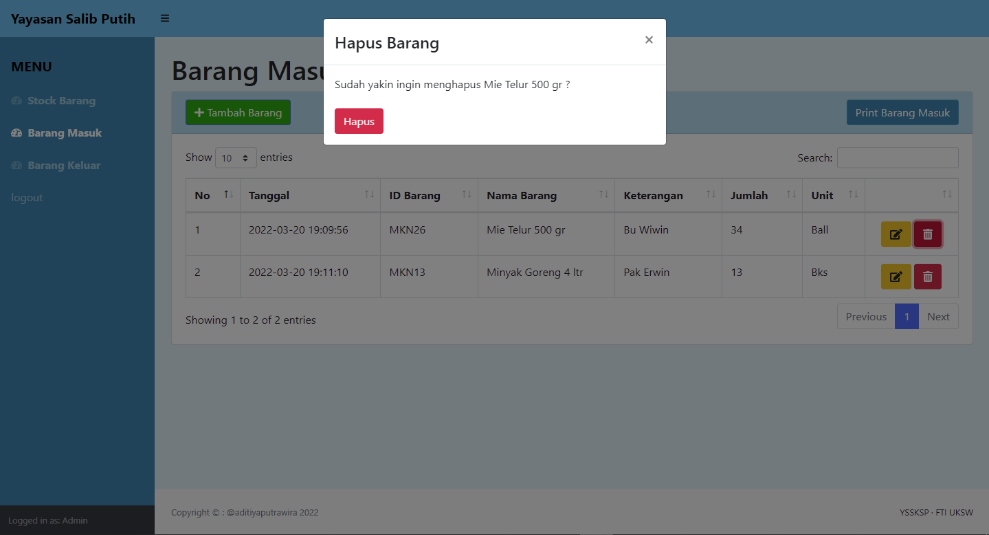 Yayasan Salib Putih
Hapus Barang
×
Sudah yakin ingin menghapus Mie Telur 500 gr ?
Hapus
MENU
Stock Barang
Barang Masuk
Barang Keluar
logout
Logged in as: Admin
Barang Masu
+ Tambah Barang
Print Barang Masuk
Show 10 entries
Search:
No Tanggal ID Barang Nama Barang Keterangan Jumlah Unit
1 2022-03-20 19:09:56 MKN26 Mie Telur 500 gr Bu Wiwin 34 Ball
2 2022-03-20 19:11:10 MKN13 Minyak Goreng 4 ltr Pak Erwin 13 Bks
Showing 1 to 2 of 2 entries
Previous 1 Next
Copyright © : @aditiyaputrawira 2022
YSSKSP - FTI UKSW